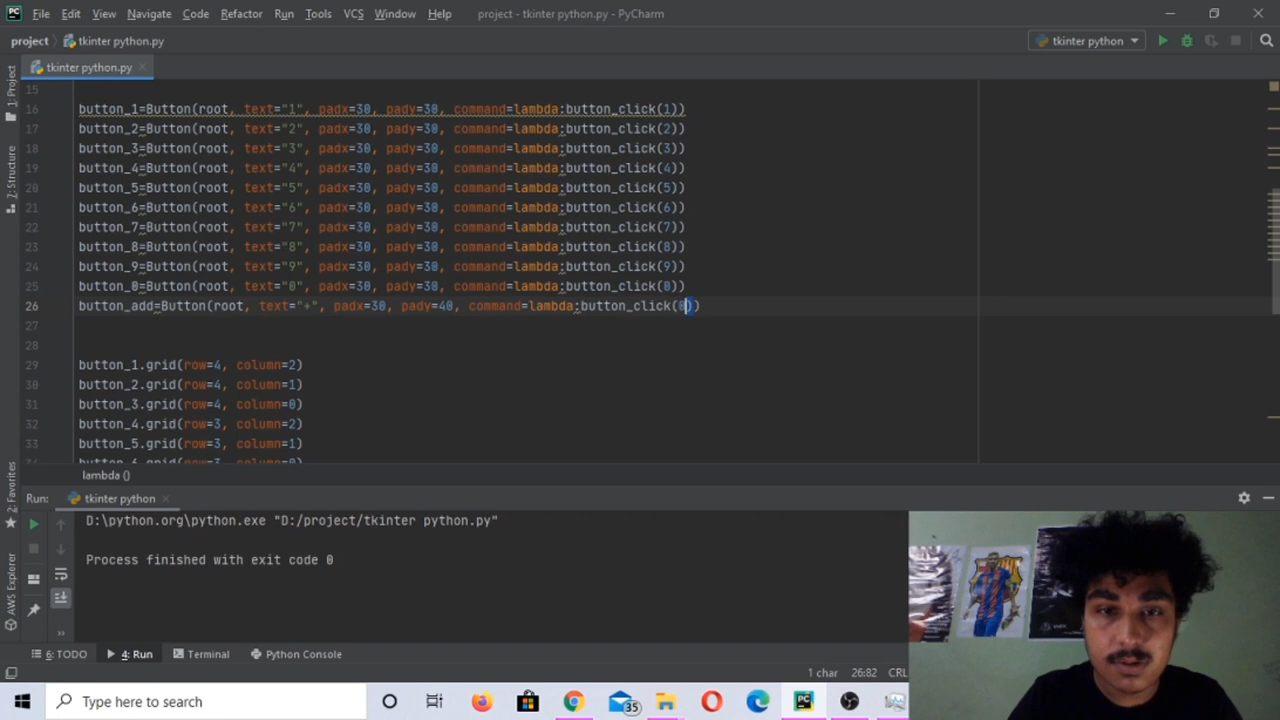 File Edit View Navigate Code Refactor Run Tools VCS Window Help project - tkinter python.py - PyCharm
project tkinter python.py tkinter python
tkinter python.py
1: Project
7: Structure
2: Favorites
AWS Explorer
15
16 button_1=Button(root, text="1", padx=30, pady=30, command=lambda:button_click(1))
17 button_2=Button(root, text="2", padx=30, pady=30, command=lambda:button_click(2))
18 button_3=Button(root, text="3", padx=30, pady=30, command=lambda:button_click(3))
19 button_4=Button(root, text="4", padx=30, pady=30, command=lambda:button_click(4))
20 button_5=Button(root, text="5", padx=30, pady=30, command=lambda:button_click(5))
21 button_6=Button(root, text="6", padx=30, pady=30, command=lambda:button_click(6))
22 button_7=Button(root, text="7", padx=30, pady=30, command=lambda:button_click(7))
23 button_8=Button(root, text="8", padx=30, pady=30, command=lambda:button_click(8))
24 button_9=Button(root, text="9", padx=30, pady=30, command=lambda:button_click(9))
25 button_0=Button(root, text="0", padx=30, pady=30, command=lambda:button_click(0))
26 button_add=Button(root, text="+", padx=30, pady=40, command=lambda:button_click(0))
27
28
29 button_1.grid(row=4, column=2)
30 button_2.grid(row=4, column=1)
31 button_3.grid(row=4, column=0)
32 button_4.grid(row=3, column=2)
33 button_5.grid(row=3, column=1)
lambda ()
Run: tkinter python
D:\python.org\python.exe "D:/project/tkinter python.py"
Process finished with exit code 0
6: TODO 4: Run Terminal Python Console
1 char 26:82 CRL
Type here to search 35